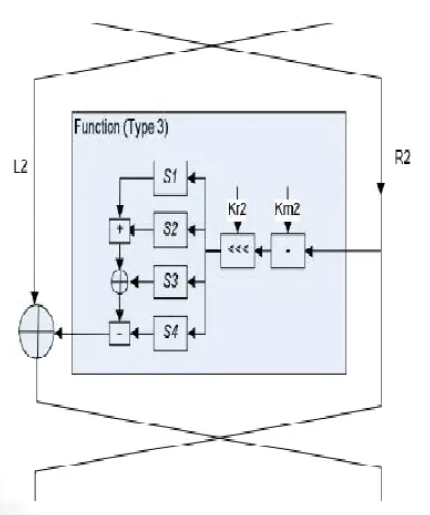 Function (Type 3)
L2
R2
S1
Kr2
Km2
+
S2
<<<
-
S3
-
S4